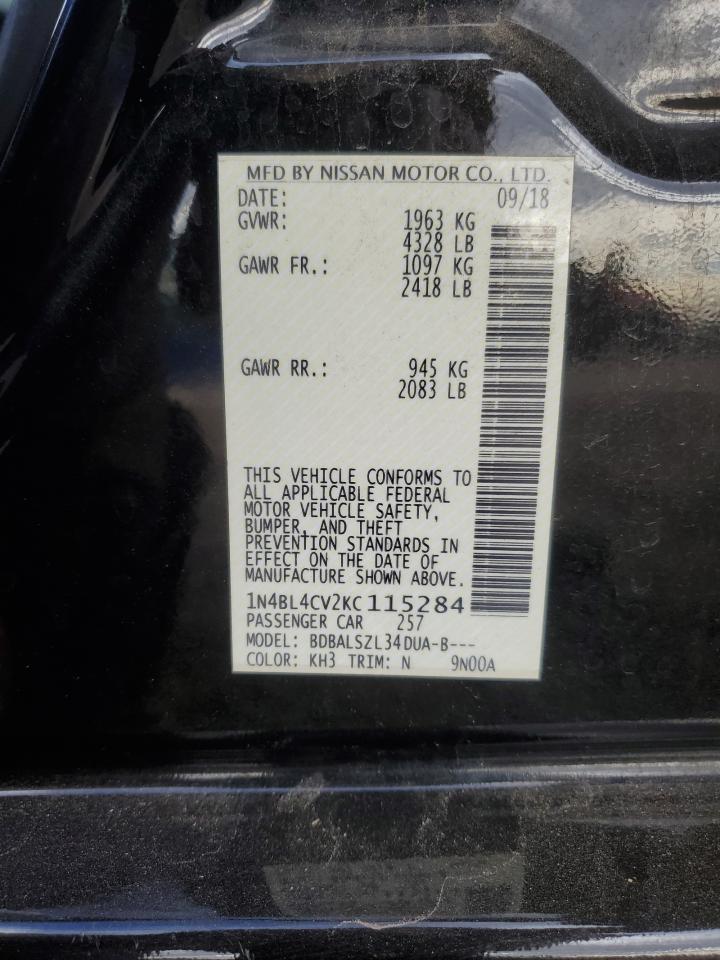 MFD BY NISSAN MOTOR CO., LTD.
DATE: 09/18
GVWR: 1963 KG
4328 LB
GAWR FR.: 1097 KG
2418 LB
GAWR RR.: 945 KG
2083 LB
THIS VEHICLE CONFORMS TO
ALL APPLICABLE FEDERAL
MOTOR VEHICLE SAFETY,
BUMPER, AND THEFT
PREVENTION STANDARDS IN
EFFECT ON THE DATE OF
MANUFACTURE SHOWN ABOVE.
1N4BL4CV2KC115284
PASSENGER CAR 257
MODEL: BDBALSZL34DUA-B---
COLOR: KH3 TRIM: N 9N00A